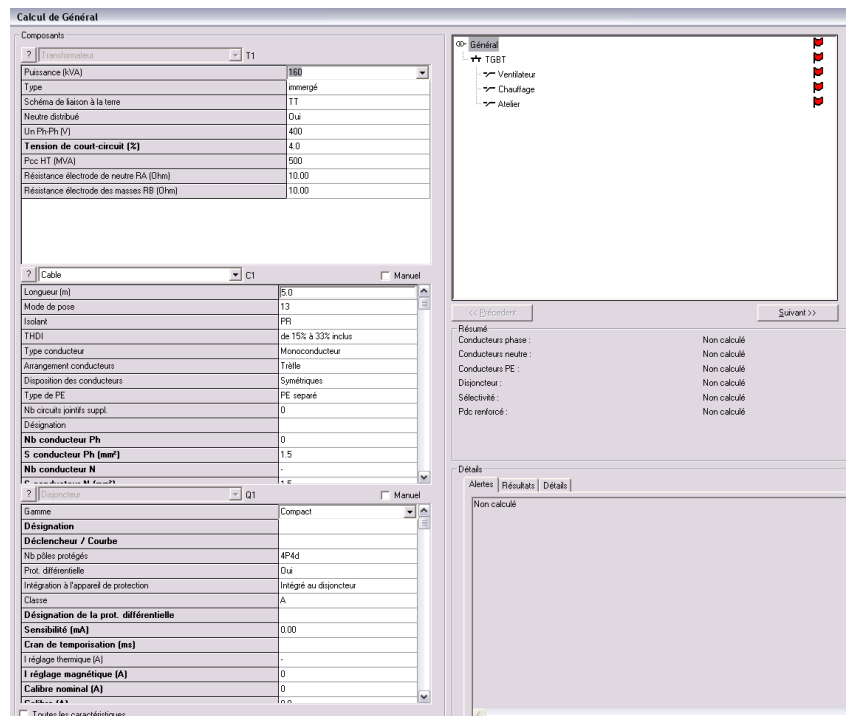 Calcul de Général
Composants
? Transformateur T1
Puissance (kVA) 160
Type immergé
Schéma de liaison à la terre TT
Neutre distribué Oui
Un Ph-Ph (V) 400
Tension de court-circuit (%) 4.0
Pcc HT (MVA) 500
Résistance électrode de neutre RA (Ohm) 10.00
Résistance électrode des masses RB (Ohm) 10.00
? Cable C1 Manuel
Longueur (m) 5.0
Mode de pose 13
Isolant PR
THDI de 15% à 33% inclus
Type conducteur Monoconducteur
Arrangement conducteurs Trèfle
Disposition des conducteurs Symétriques
Type de PE PE separé
Nb circuits jointifs suppl. 0
Désignation
Nb conducteur Ph 0
S conducteur Ph (mm²) 1.5
Nb conducteur N -
S conducteur N (mm²) 1.5
? Disjoncteur Q1 Manuel
Gamme Compact
Désignation
Déclencheur / Courbe
Nb pôles protégés 4P4d
Prot. différentielle Oui
Intégration à l'appareil de protection Intégré au disjoncteur
Classe A
Désignation de la prot. différentielle
Sensibilité (mA) 0.00
Cran de temporisation (ms)
I réglage thermique (A) -
I réglage magnétique (A) 0
Calibre nominal (A) 0
Calibre (A) 0.0
Toutes les caractéristiques
Général
TGBT
Ventilateur
Chauffage
Atelier
<< Précedent Suivant >>
Résumé
Conducteurs phase : Non calculé
Conducteurs neutre : Non calculé
Conducteurs PE : Non calculé
Disjoncteur : Non calculé
Sélectivité : Non calculé
Pdc renforcé : Non calculé
Détails
Alertes Résultats Détails
Non calculé